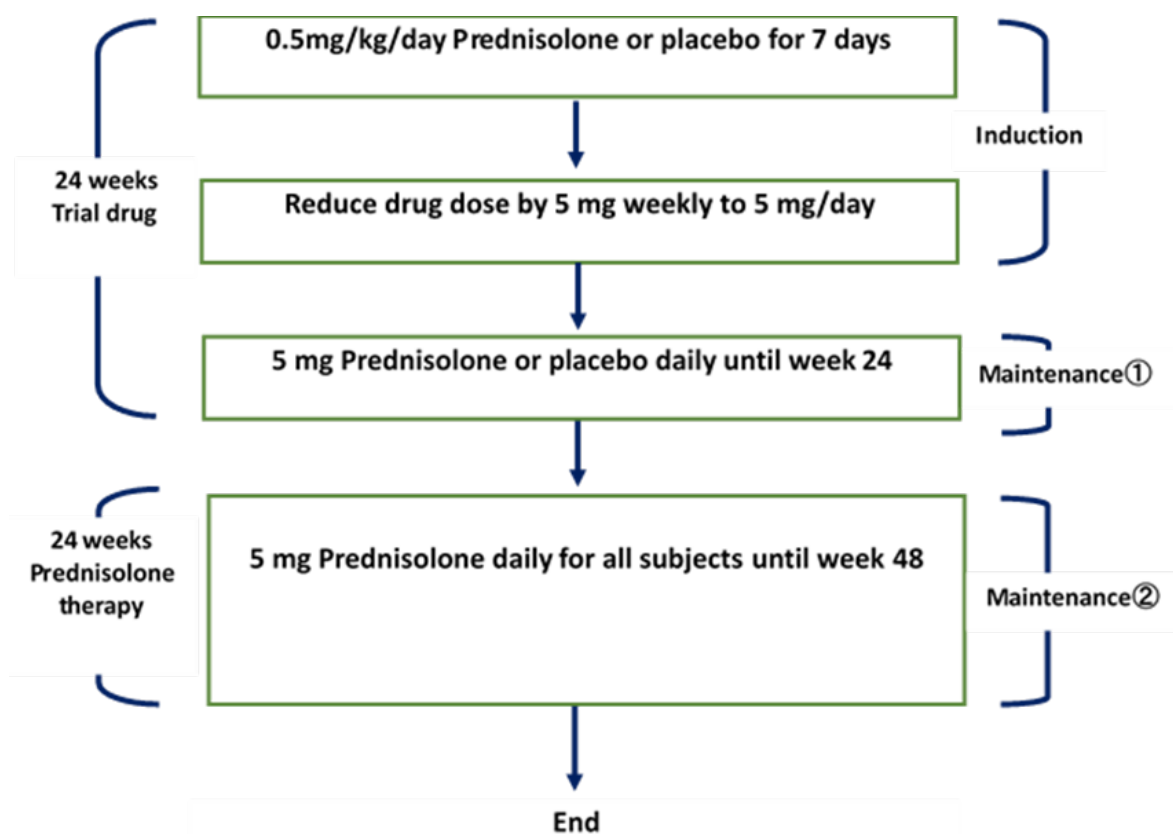 0.5mg/kg/day Prednisolone or placebo for 7 days
Induction
24 weeks
Trial drug
Reduce drug dose by 5 mg weekly to 5 mg/day
5 mg Prednisolone or placebo daily until week 24
Maintenance①
24 weeks
Prednisolone
therapy
5 mg Prednisolone daily for all subjects until week 48
Maintenance②
End